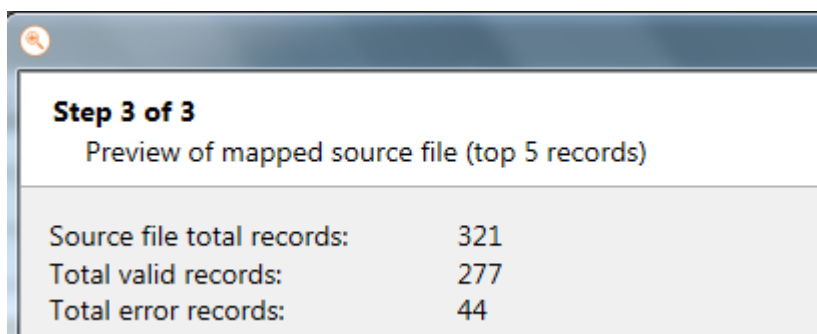 Step 3 of 3
Preview of mapped source file (top 5 records)
Source file total records: 321
Total valid records: 277
Total error records: 44